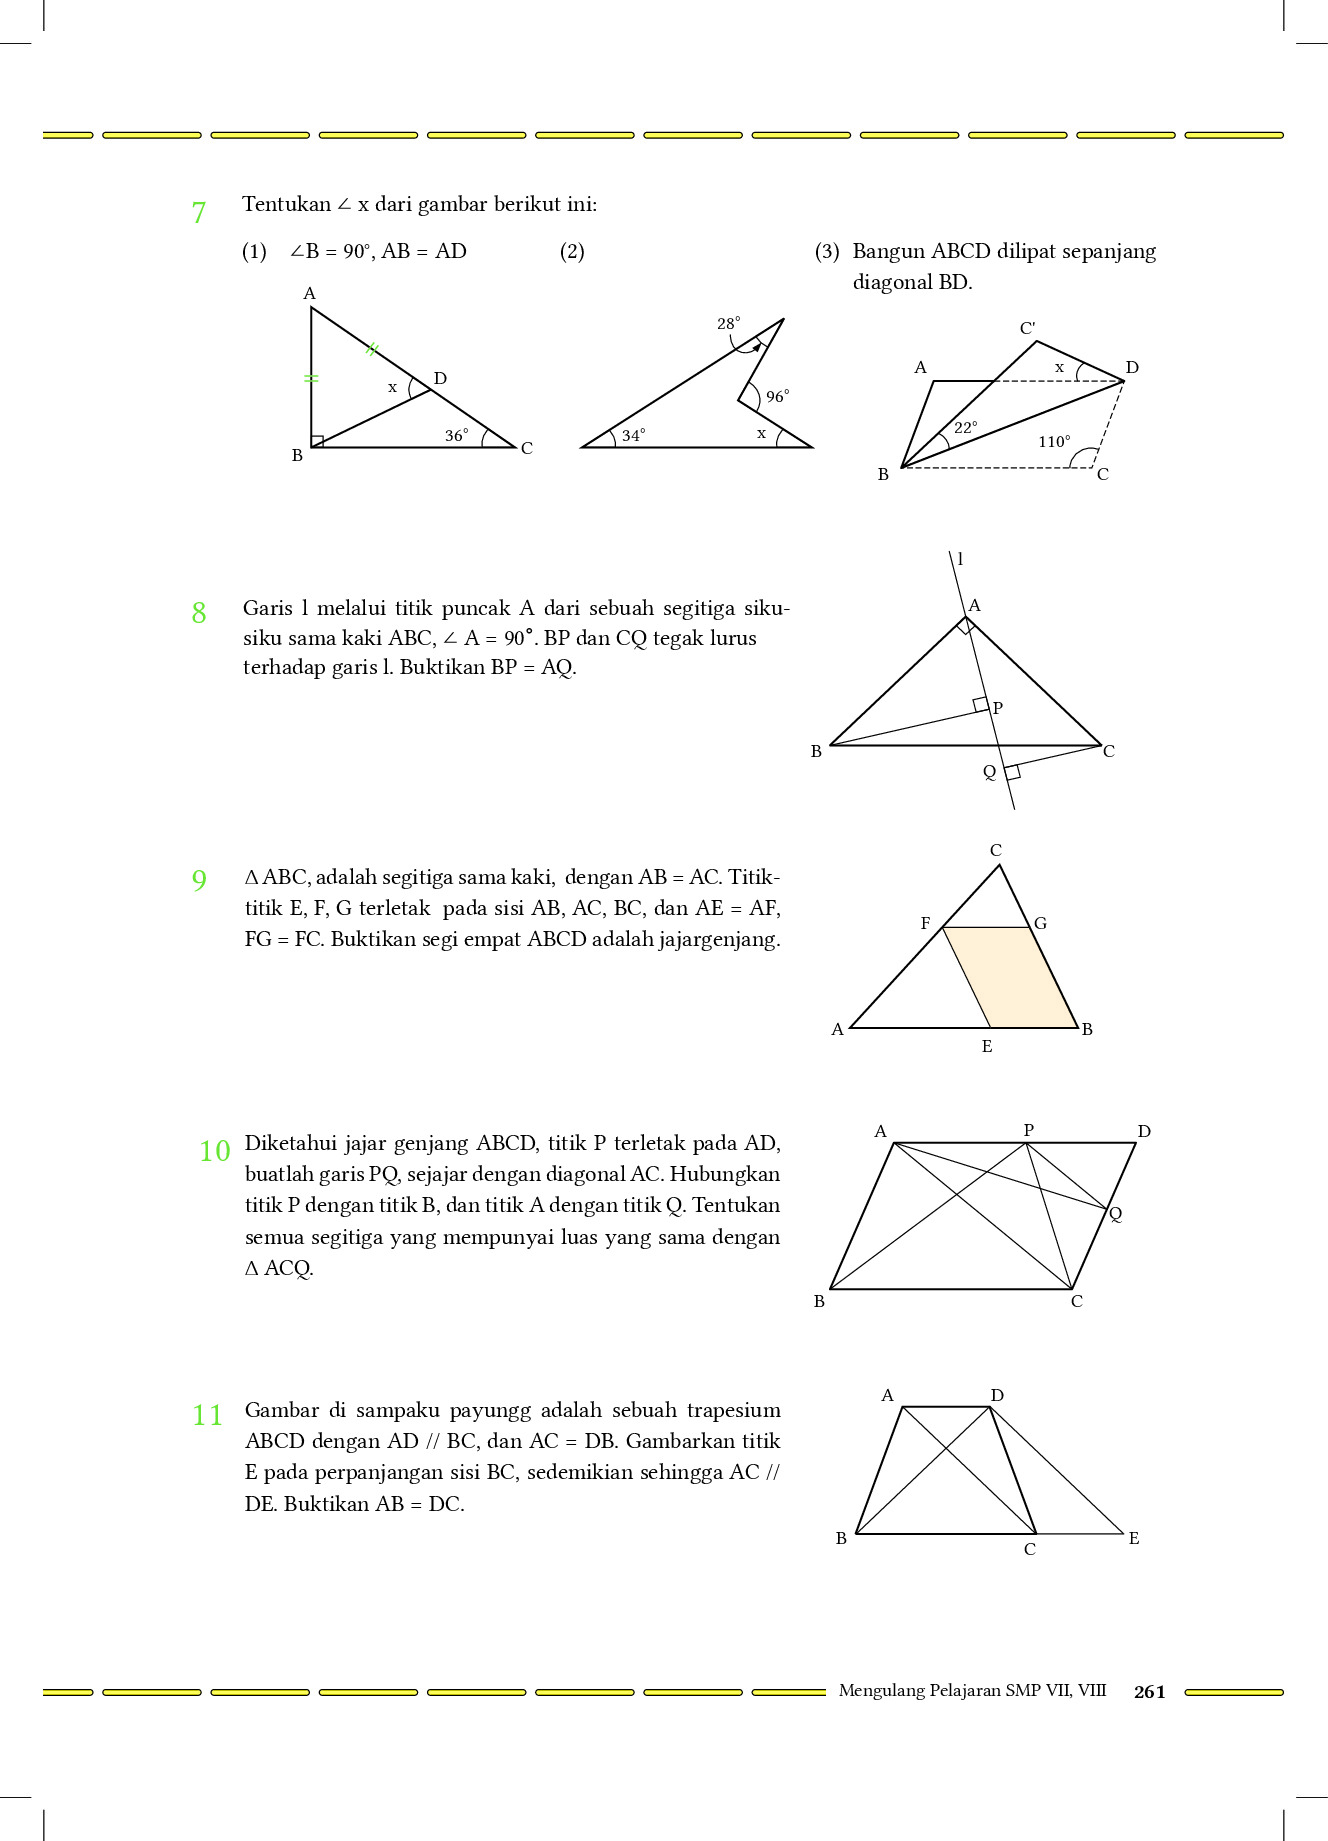 7 Tentukan ∠ x dari gambar berikut ini:
(1) ∠B = 90°, AB = AD
(2)
(3) Bangun ABCD dilipat sepanjang
diagonal BD.
A
x
D
36°
B
C
28°
96°
34°
x
C'
A
x
D
22°
110°
B
C
8 Garis l melalui titik puncak A dari sebuah segitiga siku-
siku sama kaki ABC, ∠ A = 90°. BP dan CQ tegak lurus
terhadap garis l. Buktikan BP = AQ.
l
A
P
B
C
Q
9 Δ ABC, adalah segitiga sama kaki, dengan AB = AC. Titik-
titik E, F, G terletak pada sisi AB, AC, BC, dan AE = AF,
FG = FC. Buktikan segi empat ABCD adalah jajargenjang.
C
F
G
A
B
E
10 Diketahui jajar genjang ABCD, titik P terletak pada AD,
buatlah garis PQ, sejajar dengan diagonal AC. Hubungkan
titik P dengan titik B, dan titik A dengan titik Q. Tentukan
semua segitiga yang mempunyai luas yang sama dengan
Δ ACQ.
A
P
D
Q
B
C
11 Gambar di sampaku payungg adalah sebuah trapesium
ABCD dengan AD // BC, dan AC = DB. Gambarkan titik
E pada perpanjangan sisi BC, sedemikian sehingga AC //
DE. Buktikan AB = DC.
A
D
B
C
E
Mengulang Pelajaran SMP VII, VIII 261